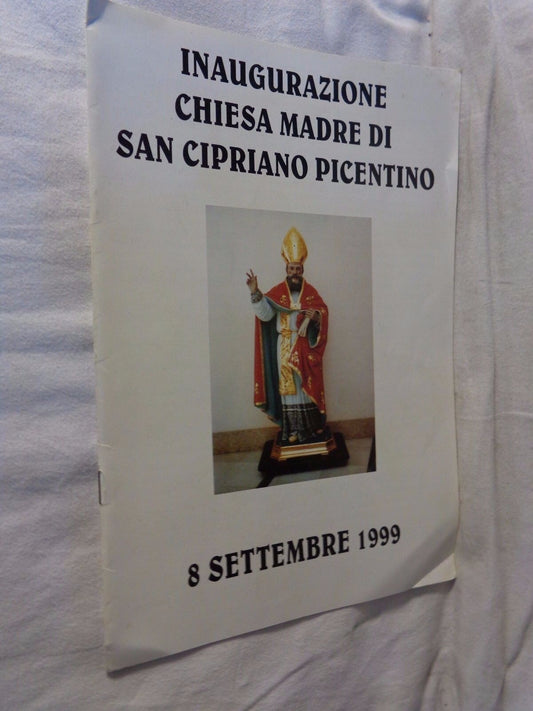 INAUGURAZIONE
CHIESA MADRE DI
SAN CIPRIANO PICENTINO
8 SETTEMBRE 1999